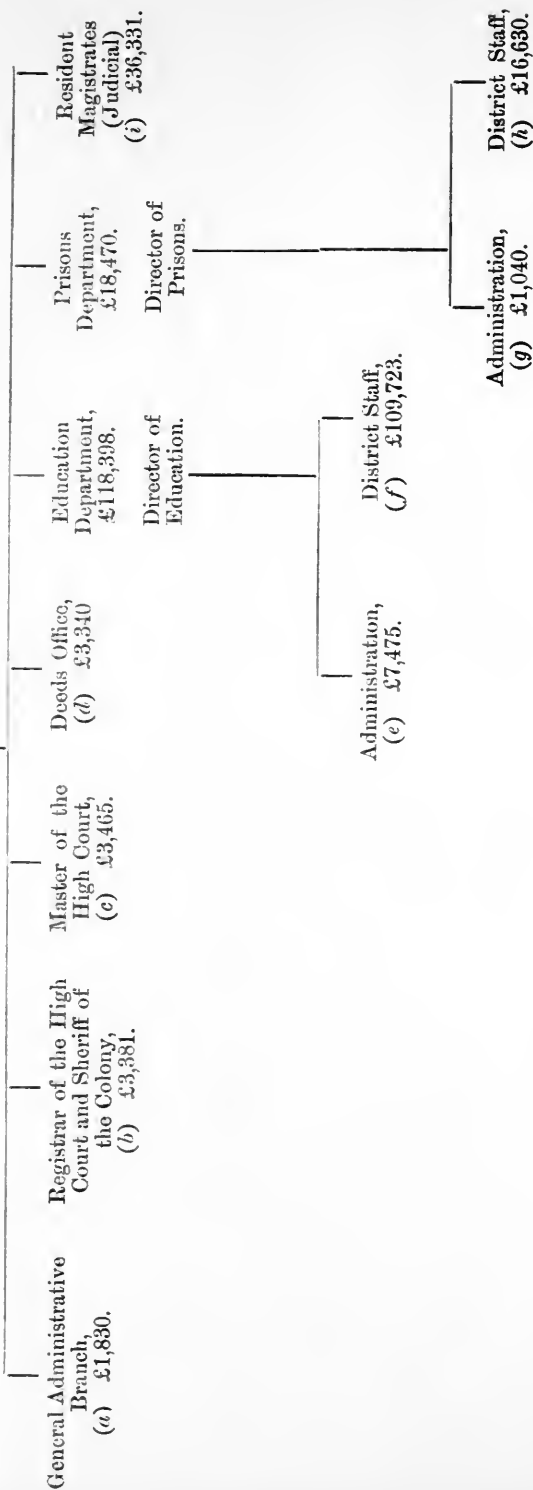 General Administrative
Branch,
(a) £1,830.
Registrar of the High
Court and Sheriff of
the Colony,
(b) £3,381.
Master of the
High Court,
(c) £3,465.
Deeds Office,
(d) £3,340
Education
Department,
£118,398.
Director of
Education.
Administration,
(e) £7,475.
District Staff,
(f) £109,723.
Prisons
Department,
£18,470.
Director of
Prisons.
Administration,
(g) £1,040.
District Staff,
(h) £16,630.
Resident
Magistrates
(Judicial)
(i) £36,331.